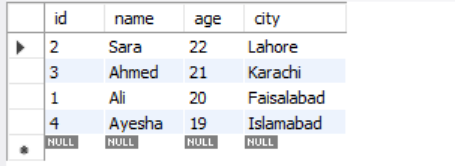 id name age city
2 Sara 22 Lahore
3 Ahmed 21 Karachi
1 Ali 20 Faisalabad
4 Ayesha 19 Islamabad
NULL NULL NULL NULL